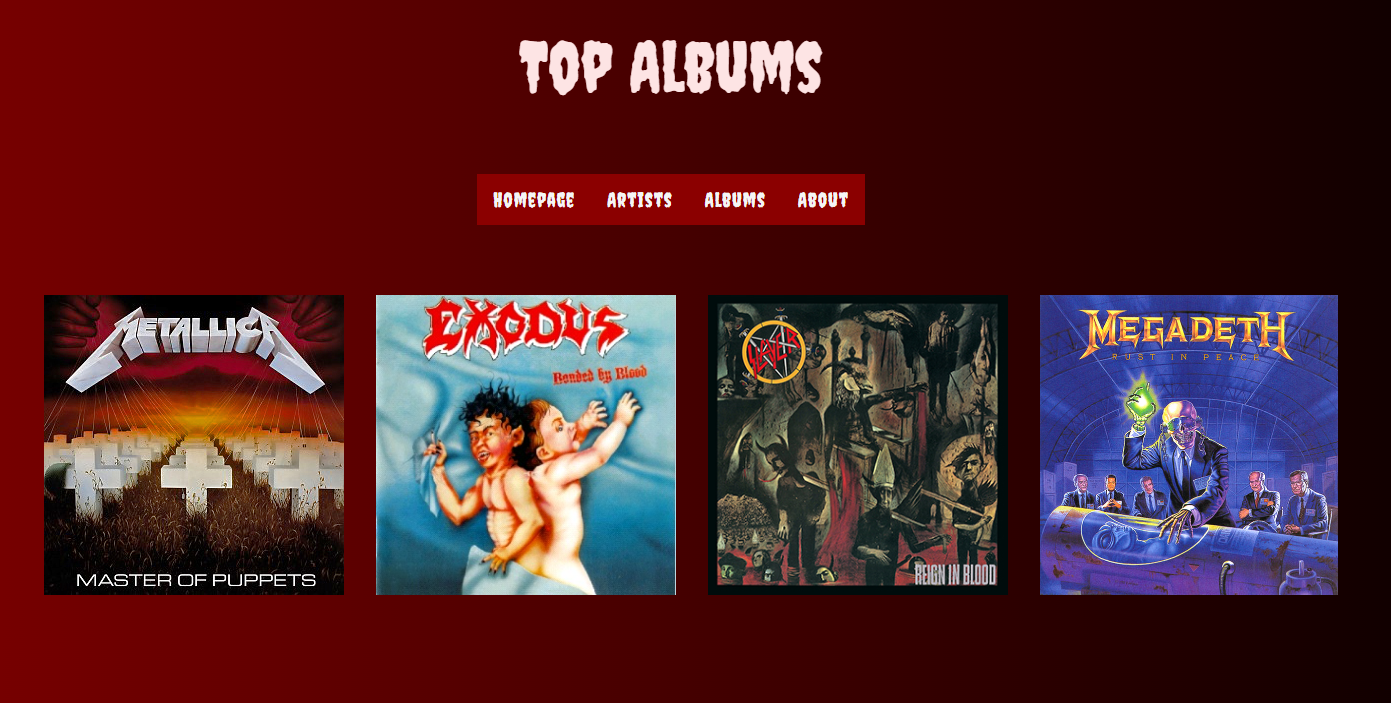 TOP ALBUMS
HOMEPAGE ARTISTS ALBUMS ABOUT
METALLICA
MASTER OF PUPPETS
EXODUS
Bonded by Blood
SLAYER
REIGN IN BLOOD
MEGADETH
RUST IN PEACE